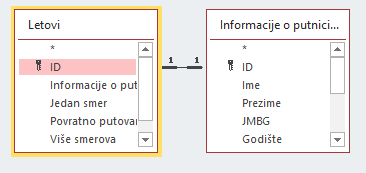 Letovi
*
ID
Informacije o put
Jedan smer
Povratno putovar
Više smerova
1 1
Informacije o putnici...
*
ID
Ime
Prezime
JMBG
Godište